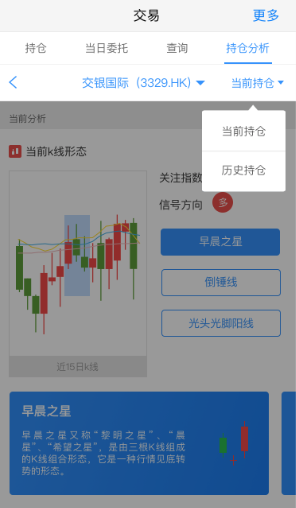 交易
更多
持仓
当日委托
查询
持仓分析
交银国际（3329.HK）
当前持仓
当前持仓
历史持仓
当前分析
当前k线形态
关注指数
信号方向
多
早晨之星
倒锤线
光头光脚阳线
近15日k线
早晨之星
早晨之星又称“黎明之星”、“晨
星”、“希望之星”，是由三根K线组成
的K线组合形态，它是一种行情见底转
势的形态。